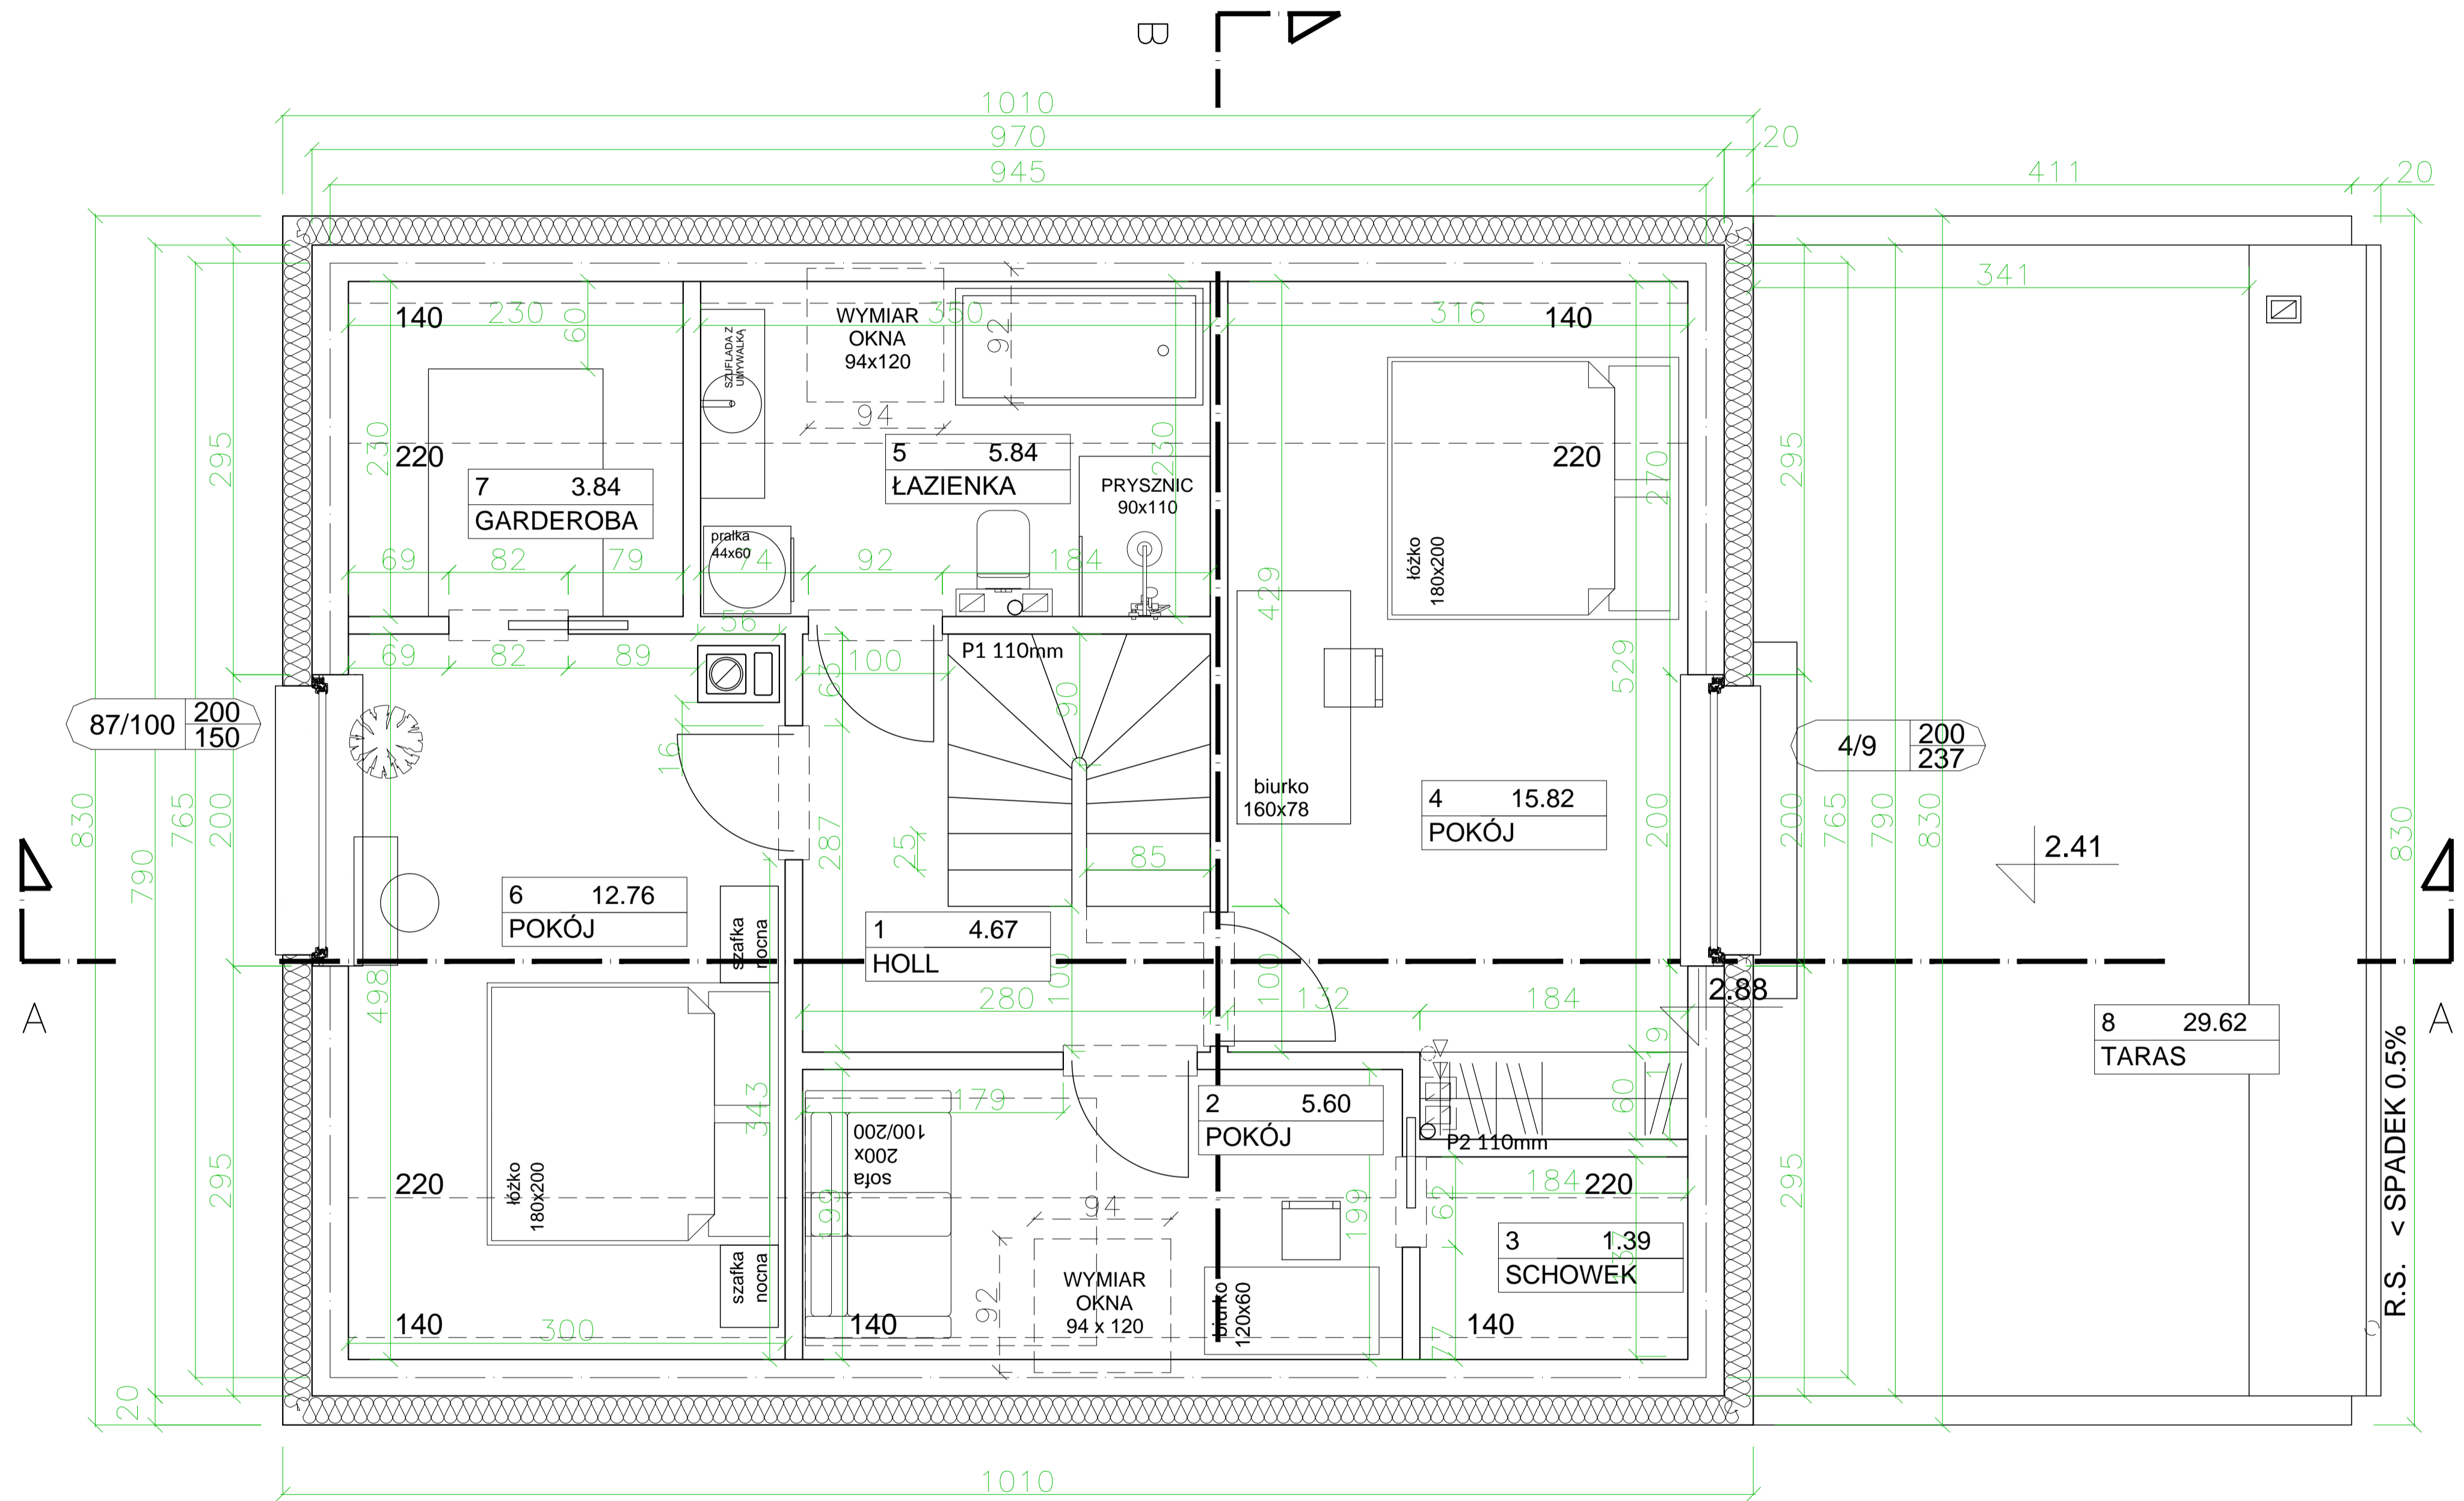 B
1010
970
20
945
411
20
341
140
230
60
WYMIAR
OKNA
94x120
350
92
316
140
SZUFLADA Z
UMYWALKĄ
94
295
230
220
7 3.84
GARDEROBA
5 5.84
ŁAZIENKA
230
PRYSZNIC
90x110
220
270
295
łóżko
180x200
pralka
44x60
69
82
79
74
92
184
429
56
69
82
89
67
100
P1 110mm
90
529
87/100
200
150
16
4/9
200
237
830
790
765
200
287
25
85
biurko
160x78
4 15.82
POKÓJ
200
200
765
790
830
2.41
830
6 12.76
POKÓJ
szafka
nocna
1 4.67
HOLL
A
498
280
100
100
132
184
2.88
119
8 29.62
TARAS
A
343
179
sofa
200x
100/200
2 5.60
POKÓJ
60
P2 110mm
R.S. < SPADEK 0.5%
295
220
łóżko
180x200
199
94
199
62
184
220
137
295
3 1.39
SCHOWEK
szafka
nocna
92
WYMIAR
OKNA
94 x 120
biurko
120x60
140
300
140
140
77
20
1010